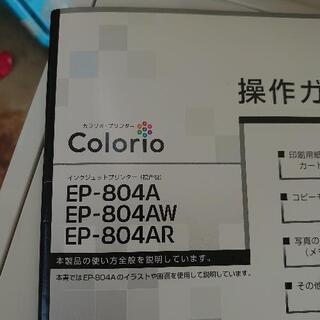 カラリオ・プリンター
Colorio
インクジェットプリンター(複合機)
EP-804A
EP-804AW
EP-804AR
本製品の使い方全般を説明しています。
本書ではEP-804Aのイラストや画面を使用して説明しています。
操作ガ
印刷用紙
カート
コピーモ
写真の
(メモ
その他